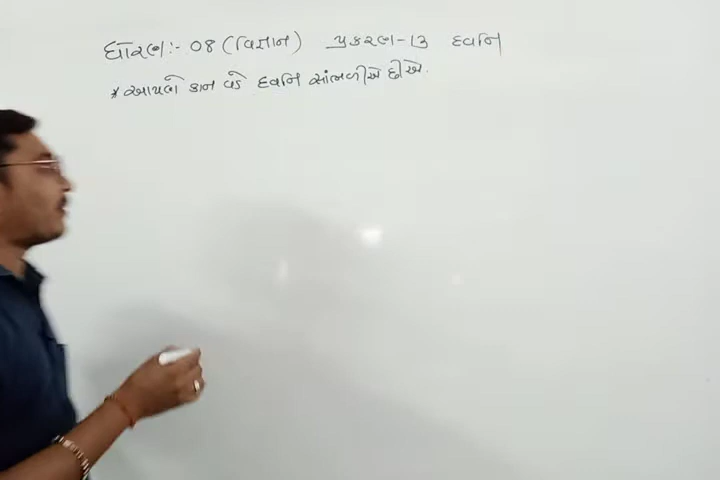 ધોરણ:- 08 (વિજ્ઞાન) પ્રકરણ-13 ધ્વનિ
* આપણે કાન વડે ધ્વનિ સાંભળીએ છીએ.